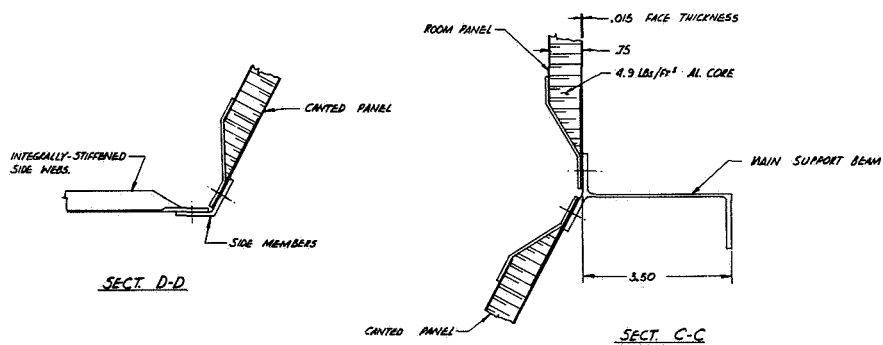 .015 FACE THICKNESS
ROOM PANEL
.75
4.9 LBS/FT³ AL. CORE
CANTED PANEL
INTEGRALLY-STIFFENED
SIDE WEBS.
MAIN SUPPORT BEAM
SIDE MEMBERS
3.50
SECT. D-D
CANTED PANEL
SECT. C-C